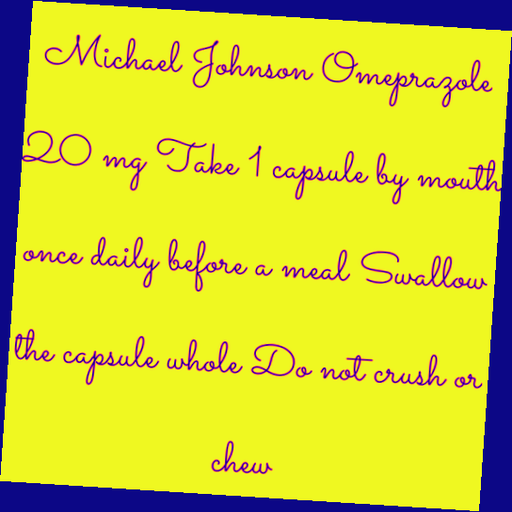 Michael Johnson Omeprazole
20 mg Take 1 capsule by mouth
once daily before a meal Swallow
the capsule whole Do not crush or
chew